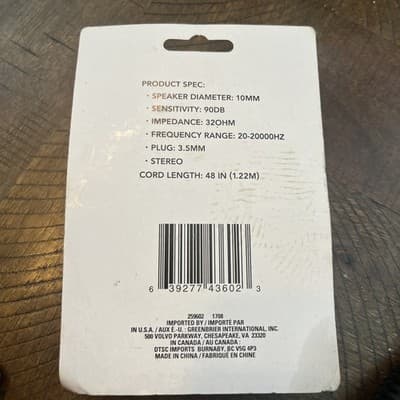 PRODUCT SPEC:
· SPEAKER DIAMETER: 10MM
· SENSITIVITY: 90DB
· IMPEDANCE: 32OHM
· FREQUENCY RANGE: 20-20000HZ
· PLUG: 3.5MM
· STEREO
CORD LENGTH: 48 IN (1.22M)
6 39277 43602 3
259602 1708
IMPORTED BY / IMPORTÉ PAR
IN U.S.A. / AUX É.-U. : GREENBRIER INTERNATIONAL, INC.
500 VOLVO PARKWAY, CHESAPEAKE, VA 23320
IN CANADA / AU CANADA :
DTSC IMPORTS BURNABY, BC V5G 4P3
MADE IN CHINA / FABRIQUÉ EN CHINE